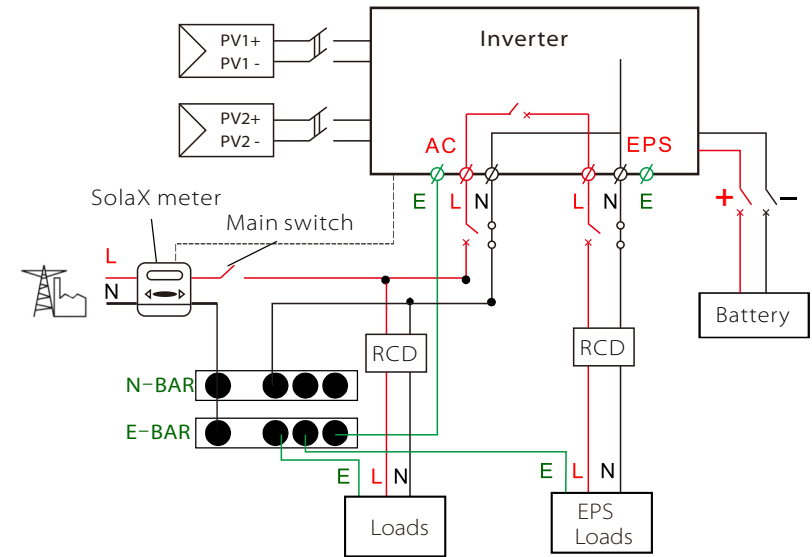 PV1+
PV1 -
Inverter
PV2+
PV2 -
AC
EPS
E
L
N
L
N
E
SolaX meter
Main switch
+
−
L
N
Battery
RCD
RCD
N-BAR
E-BAR
E
L
N
E
L
N
Loads
EPS
Loads